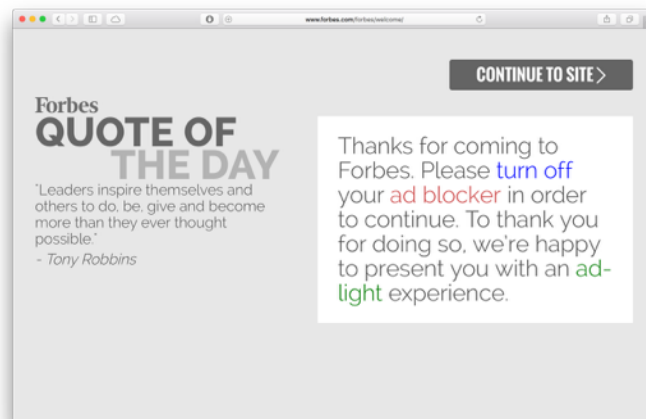 www.forbes.com/forbes/welcome/
CONTINUE TO SITE
Forbes
QUOTE OF
THE DAY
"Leaders inspire themselves and
others to do, be, give and become
more than they ever thought
possible."
- Tony Robbins
Thanks for coming to
Forbes. Please turn off
your ad blocker in order
to continue. To thank you
for doing so, we're happy
to present you with an ad-
light experience.